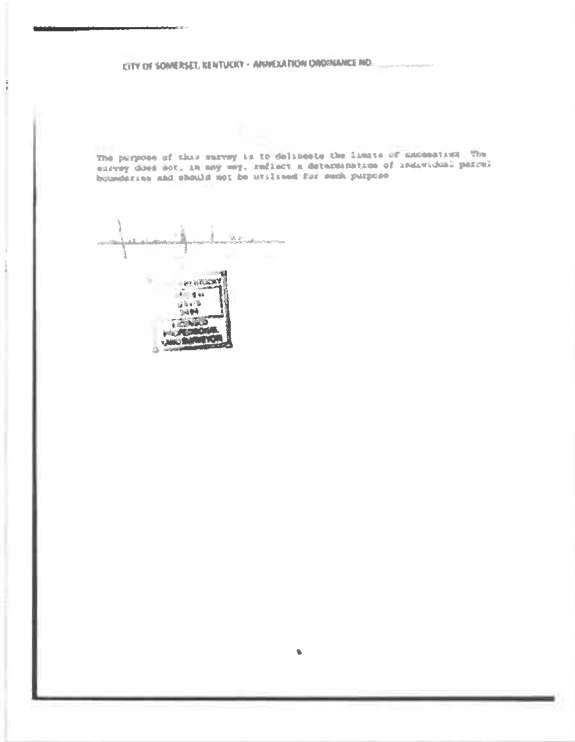 CITY OF SOMERSET, KENTUCKY - ANNEXATION ORDINANCE NO.
The purpose of this survey is to delineate the limits of annexation The
survey does not, in any way, reflect a determination of individual parcel
boundaries and should not be utilized for such purpose
KENTUCKY
LICENSED
PROFESSIONAL
LAND SURVEYOR